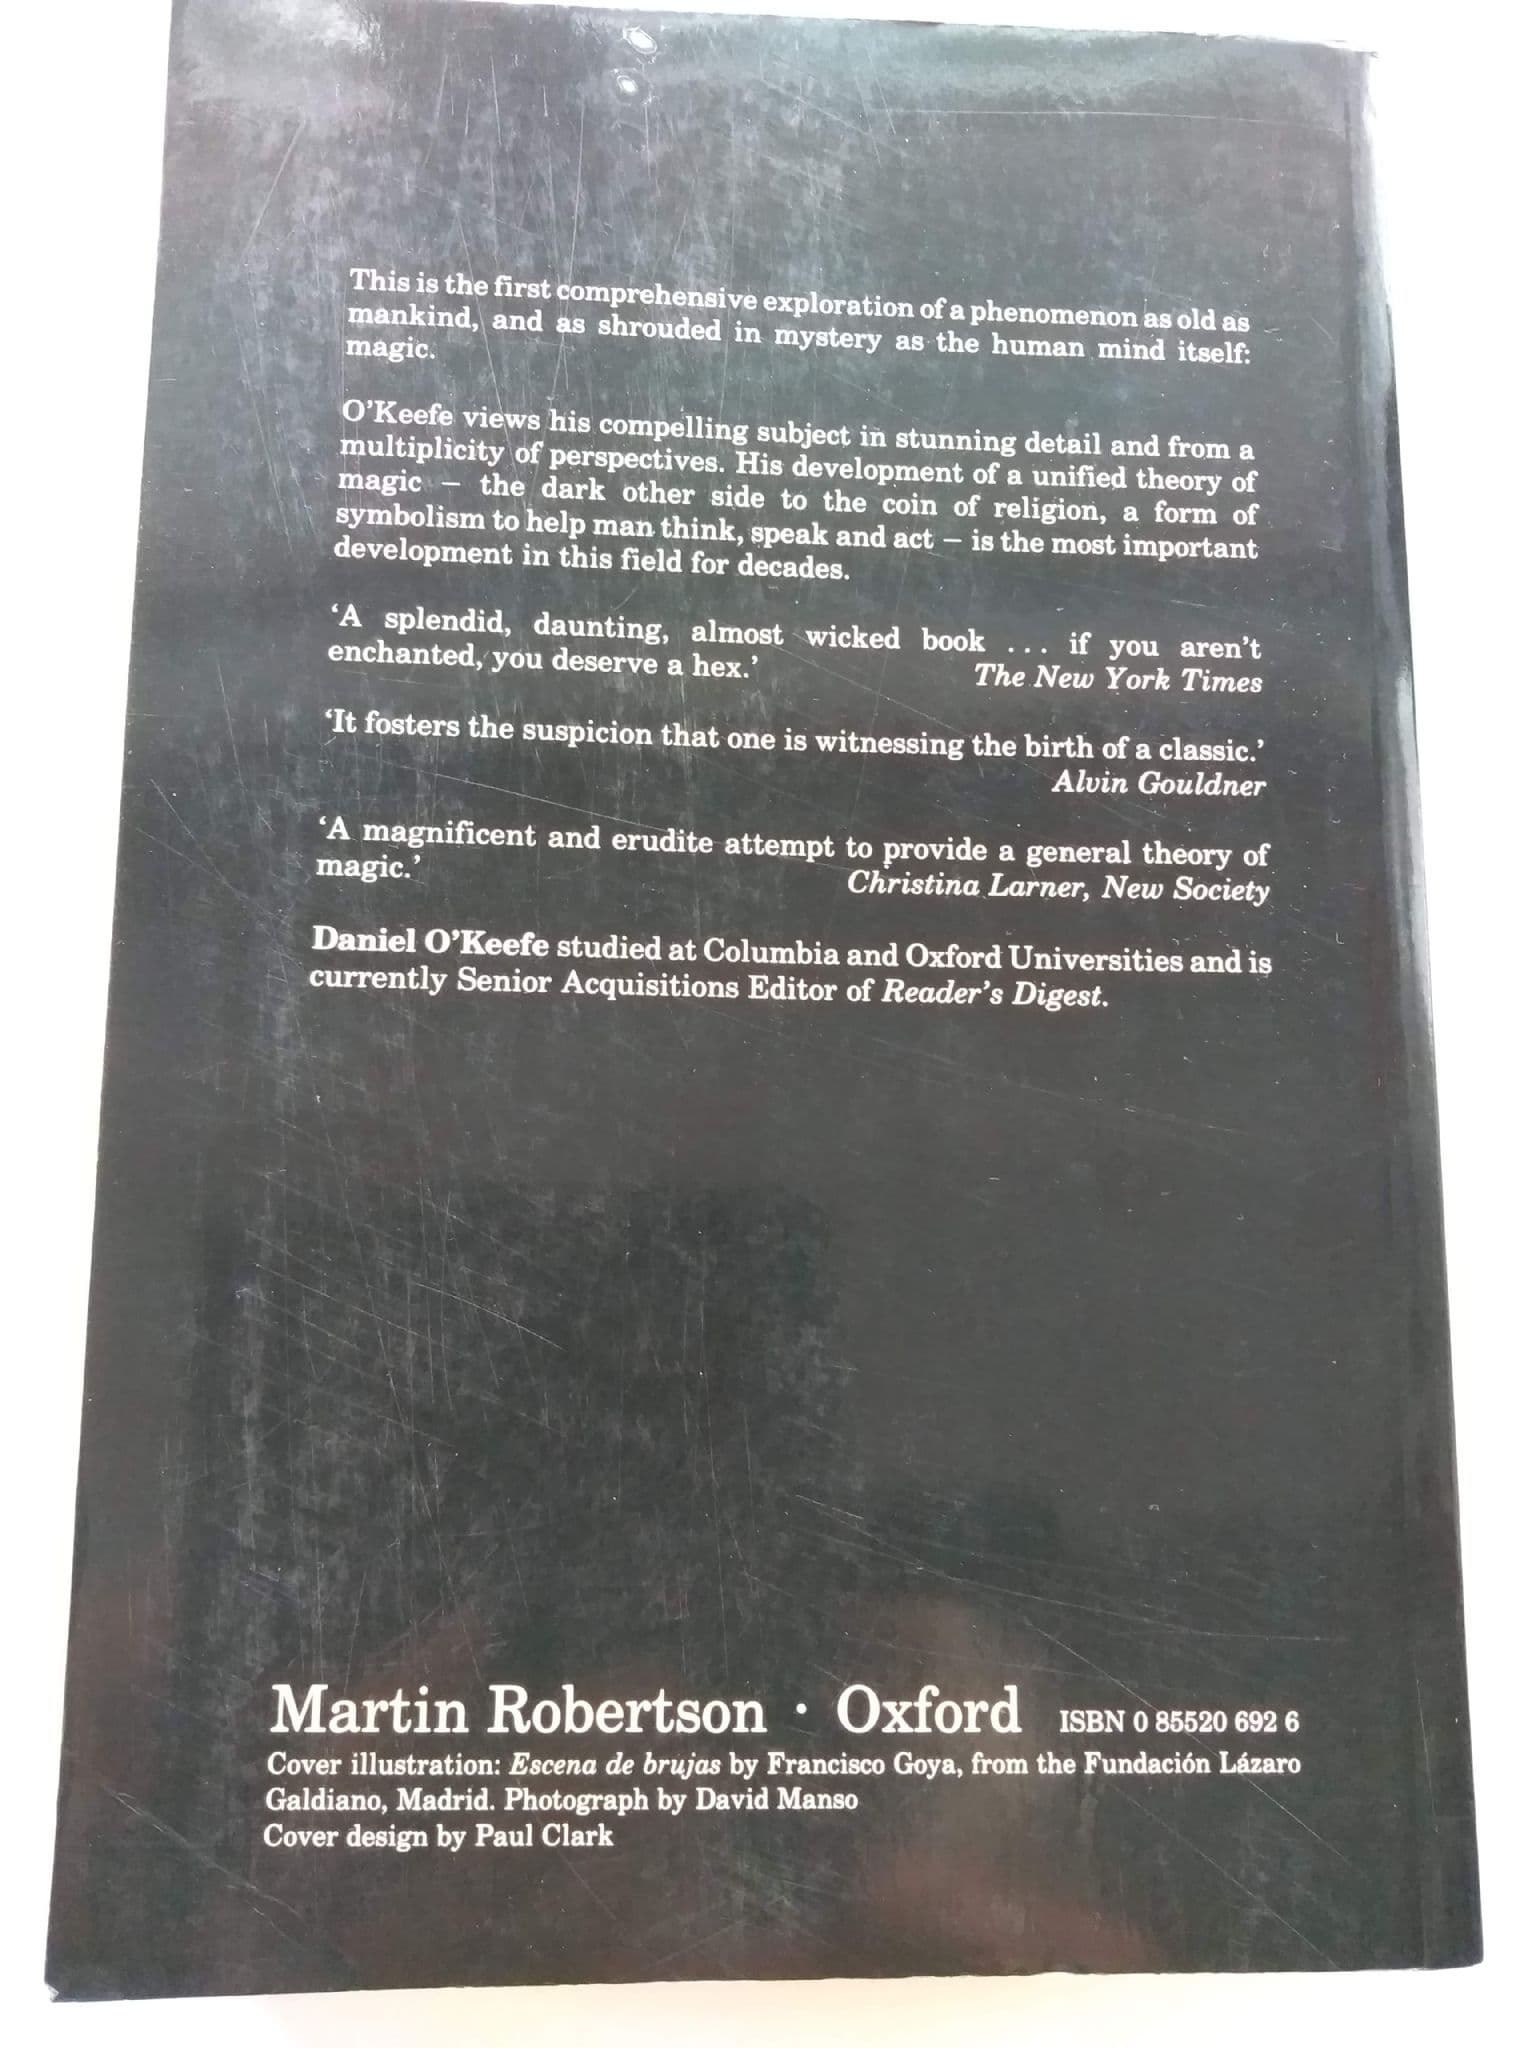 This is the first comprehensive exploration of a phenomenon as old as
mankind, and as shrouded in mystery as the human mind itself:
magic.
O'Keefe views his compelling subject in stunning detail and from a
multiplicity of perspectives. His development of a unified theory of
magic – the dark other side to the coin of religion, a form of
symbolism to help man think, speak and act – is the most important
development in this field for decades.
‘A splendid, daunting, almost wicked book ... if you aren't
enchanted, you deserve a hex.’ The New York Times
‘It fosters the suspicion that one is witnessing the birth of a classic.’
Alvin Gouldner
‘A magnificent and erudite attempt to provide a general theory of
magic.’ Christina Larner, New Society
Daniel O'Keefe studied at Columbia and Oxford Universities and is
currently Senior Acquisitions Editor of Reader's Digest.
Martin Robertson · Oxford ISBN 0 85520 692 6
Cover illustration: Escena de brujas by Francisco Goya, from the Fundación Lázaro
Galdiano, Madrid. Photograph by David Manso
Cover design by Paul Clark